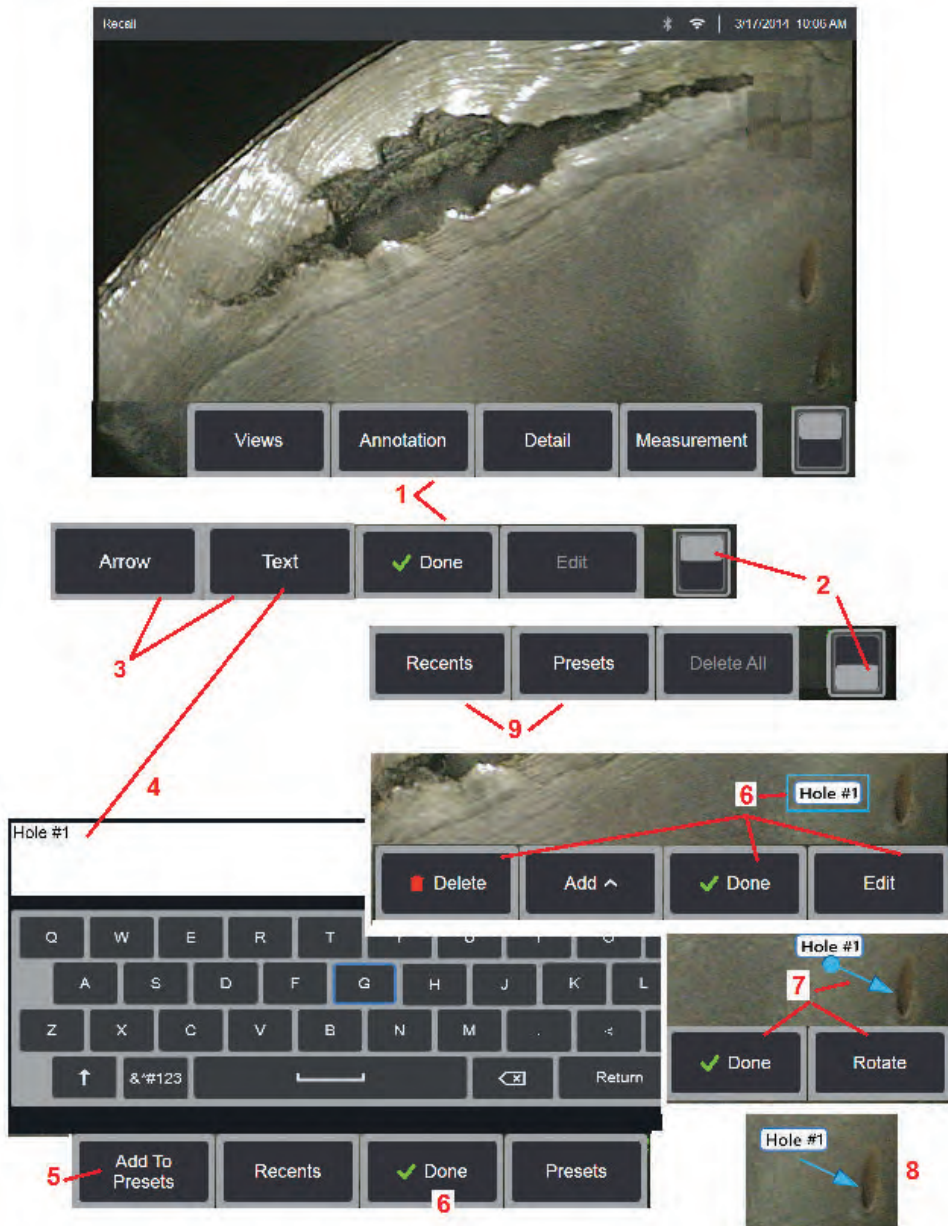 Recall 3/17/2014 10:06 AM
Views Annotation Detail Measurement
1
Arrow Text Done Edit
2
3
Recents Presets Delete All
9
4
6 Hole #1
Delete Add Done Edit
Hole #1
Q W E R T
A S D F G H J K L
Z X C V B N M . <
&^#123 Return
Hole #1
7
Done Rotate
5 Add To
Presets
Recents Done Presets
6
Hole #1
8